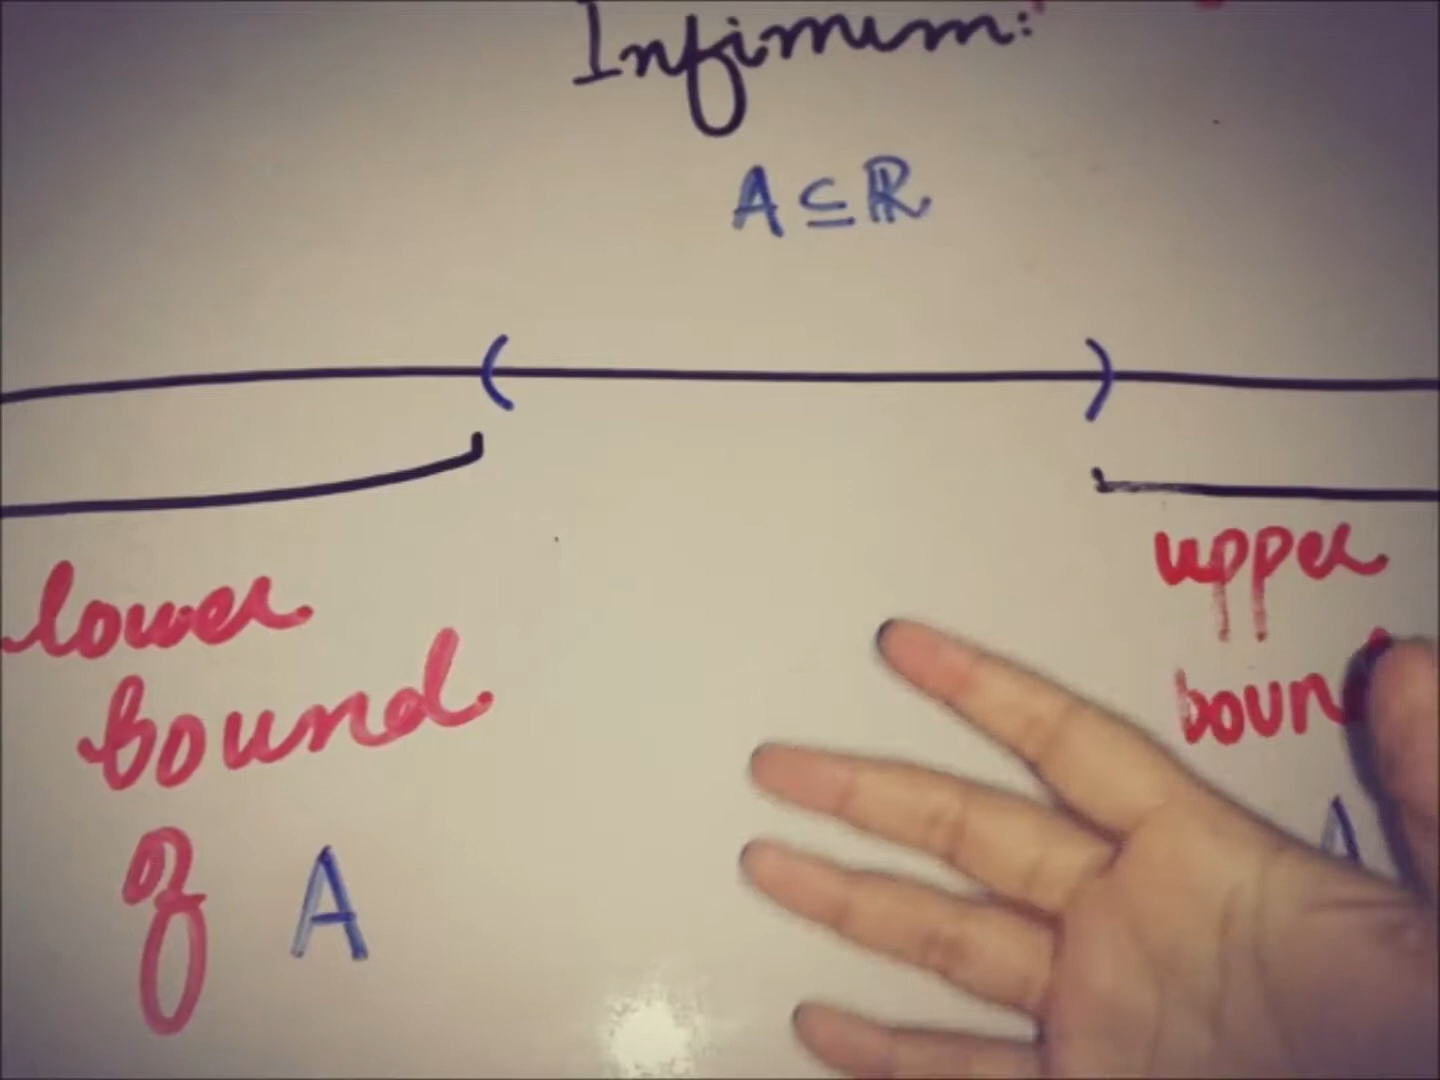 Infimum:
A ⊆ ℝ
( )
lower
bound
of A
upper
A